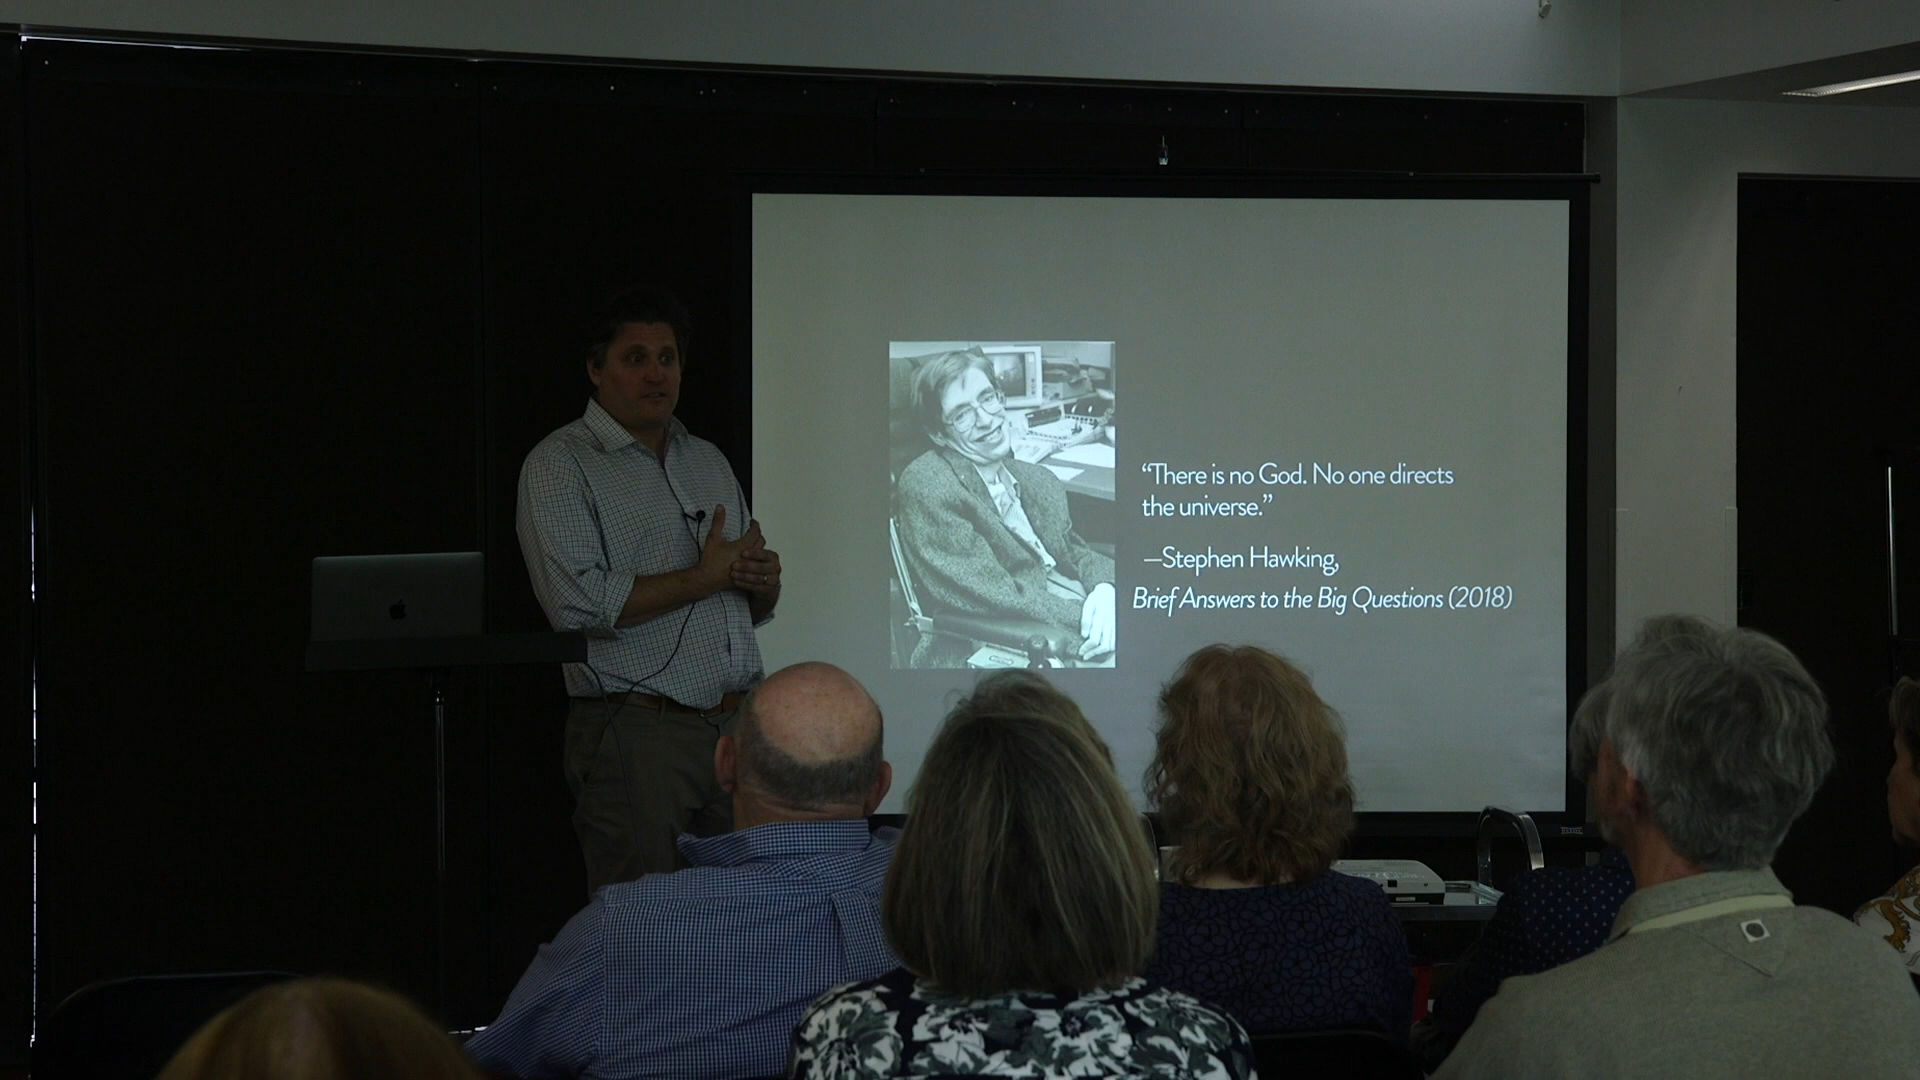 “There is no God. No one directs
the universe.”
—Stephen Hawking,
Brief Answers to the Big Questions (2018)